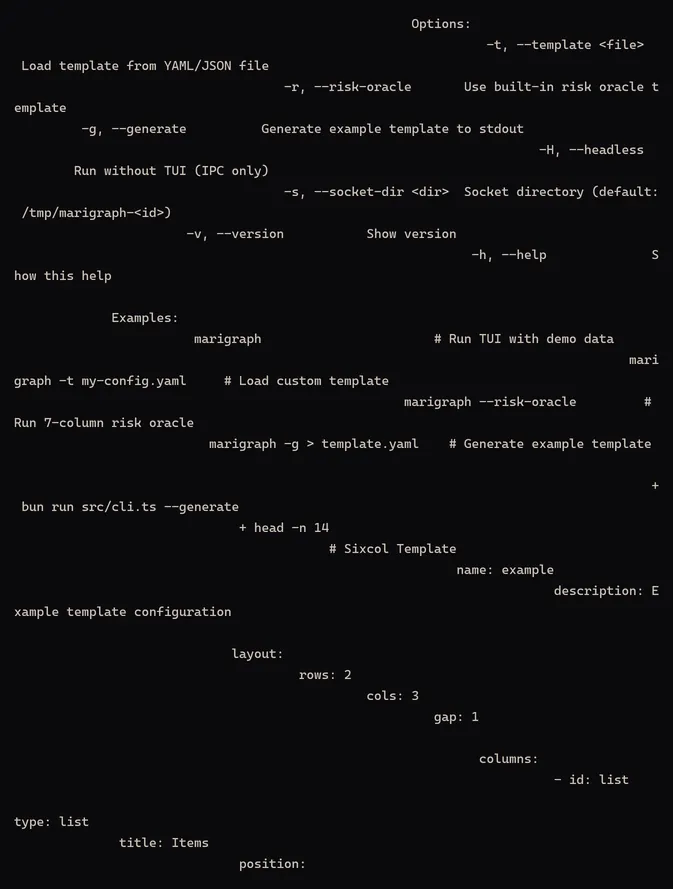 Options:
-t, --template <file>
Load template from YAML/JSON file
-r, --risk-oracle       Use built-in risk oracle t
emplate
-g, --generate          Generate example template to stdout
-H, --headless
Run without TUI (IPC only)
-s, --socket-dir <dir>  Socket directory (default:
/tmp/marigraph-<id>)
-v, --version           Show version
-h, --help              S
how this help
Examples:
marigraph                       # Run TUI with demo data
mari
graph -t my-config.yaml     # Load custom template
marigraph --risk-oracle         #
Run 7-column risk oracle
marigraph -g > template.yaml    # Generate example template
+
bun run src/cli.ts --generate
+ head -n 14
# Sixcol Template
name: example
description: E
xample template configuration
layout:
rows: 2
cols: 3
gap: 1
columns:
- id: list
type: list
title: Items
position: